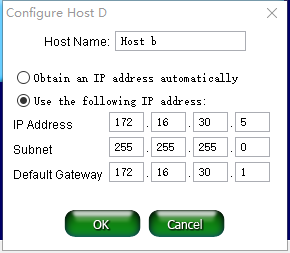 Configure Host D
Host Name: Host b
Obtain an IP address automatically
Use the following IP address:
IP Address 172 . 16 . 30 . 5
Subnet 255 . 255 . 255 . 0
Default Gateway 172 . 16 . 30 . 1
OK Cancel